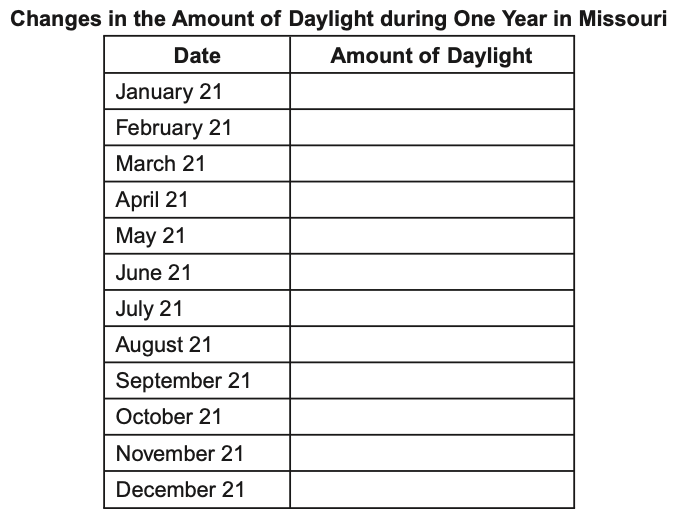 Changes in the Amount of Daylight during One Year in Missouri
Date Amount of Daylight
January 21
February 21
March 21
April 21
May 21
June 21
July 21
August 21
September 21
October 21
November 21
December 21